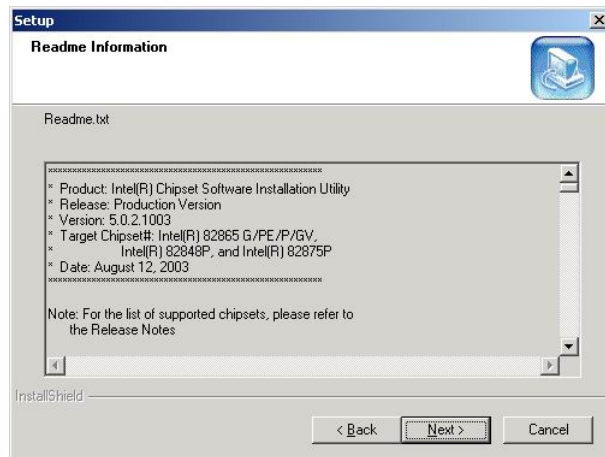 Setup
Readme Information
Readme.txt
*****************************************************************
* Product: Intel(R) Chipset Software Installation Utility
* Release: Production Version
* Version: 5.0.2.1003
* Target Chipset#: Intel(R) 82865 G/PE/P/GV,
* Intel(R) 82848P, and Intel(R) 82875P
* Date: August 12, 2003
*****************************************************************
Note: For the list of supported chipsets, please refer to
the Release Notes
InstallShield
< Back
Next >
Cancel